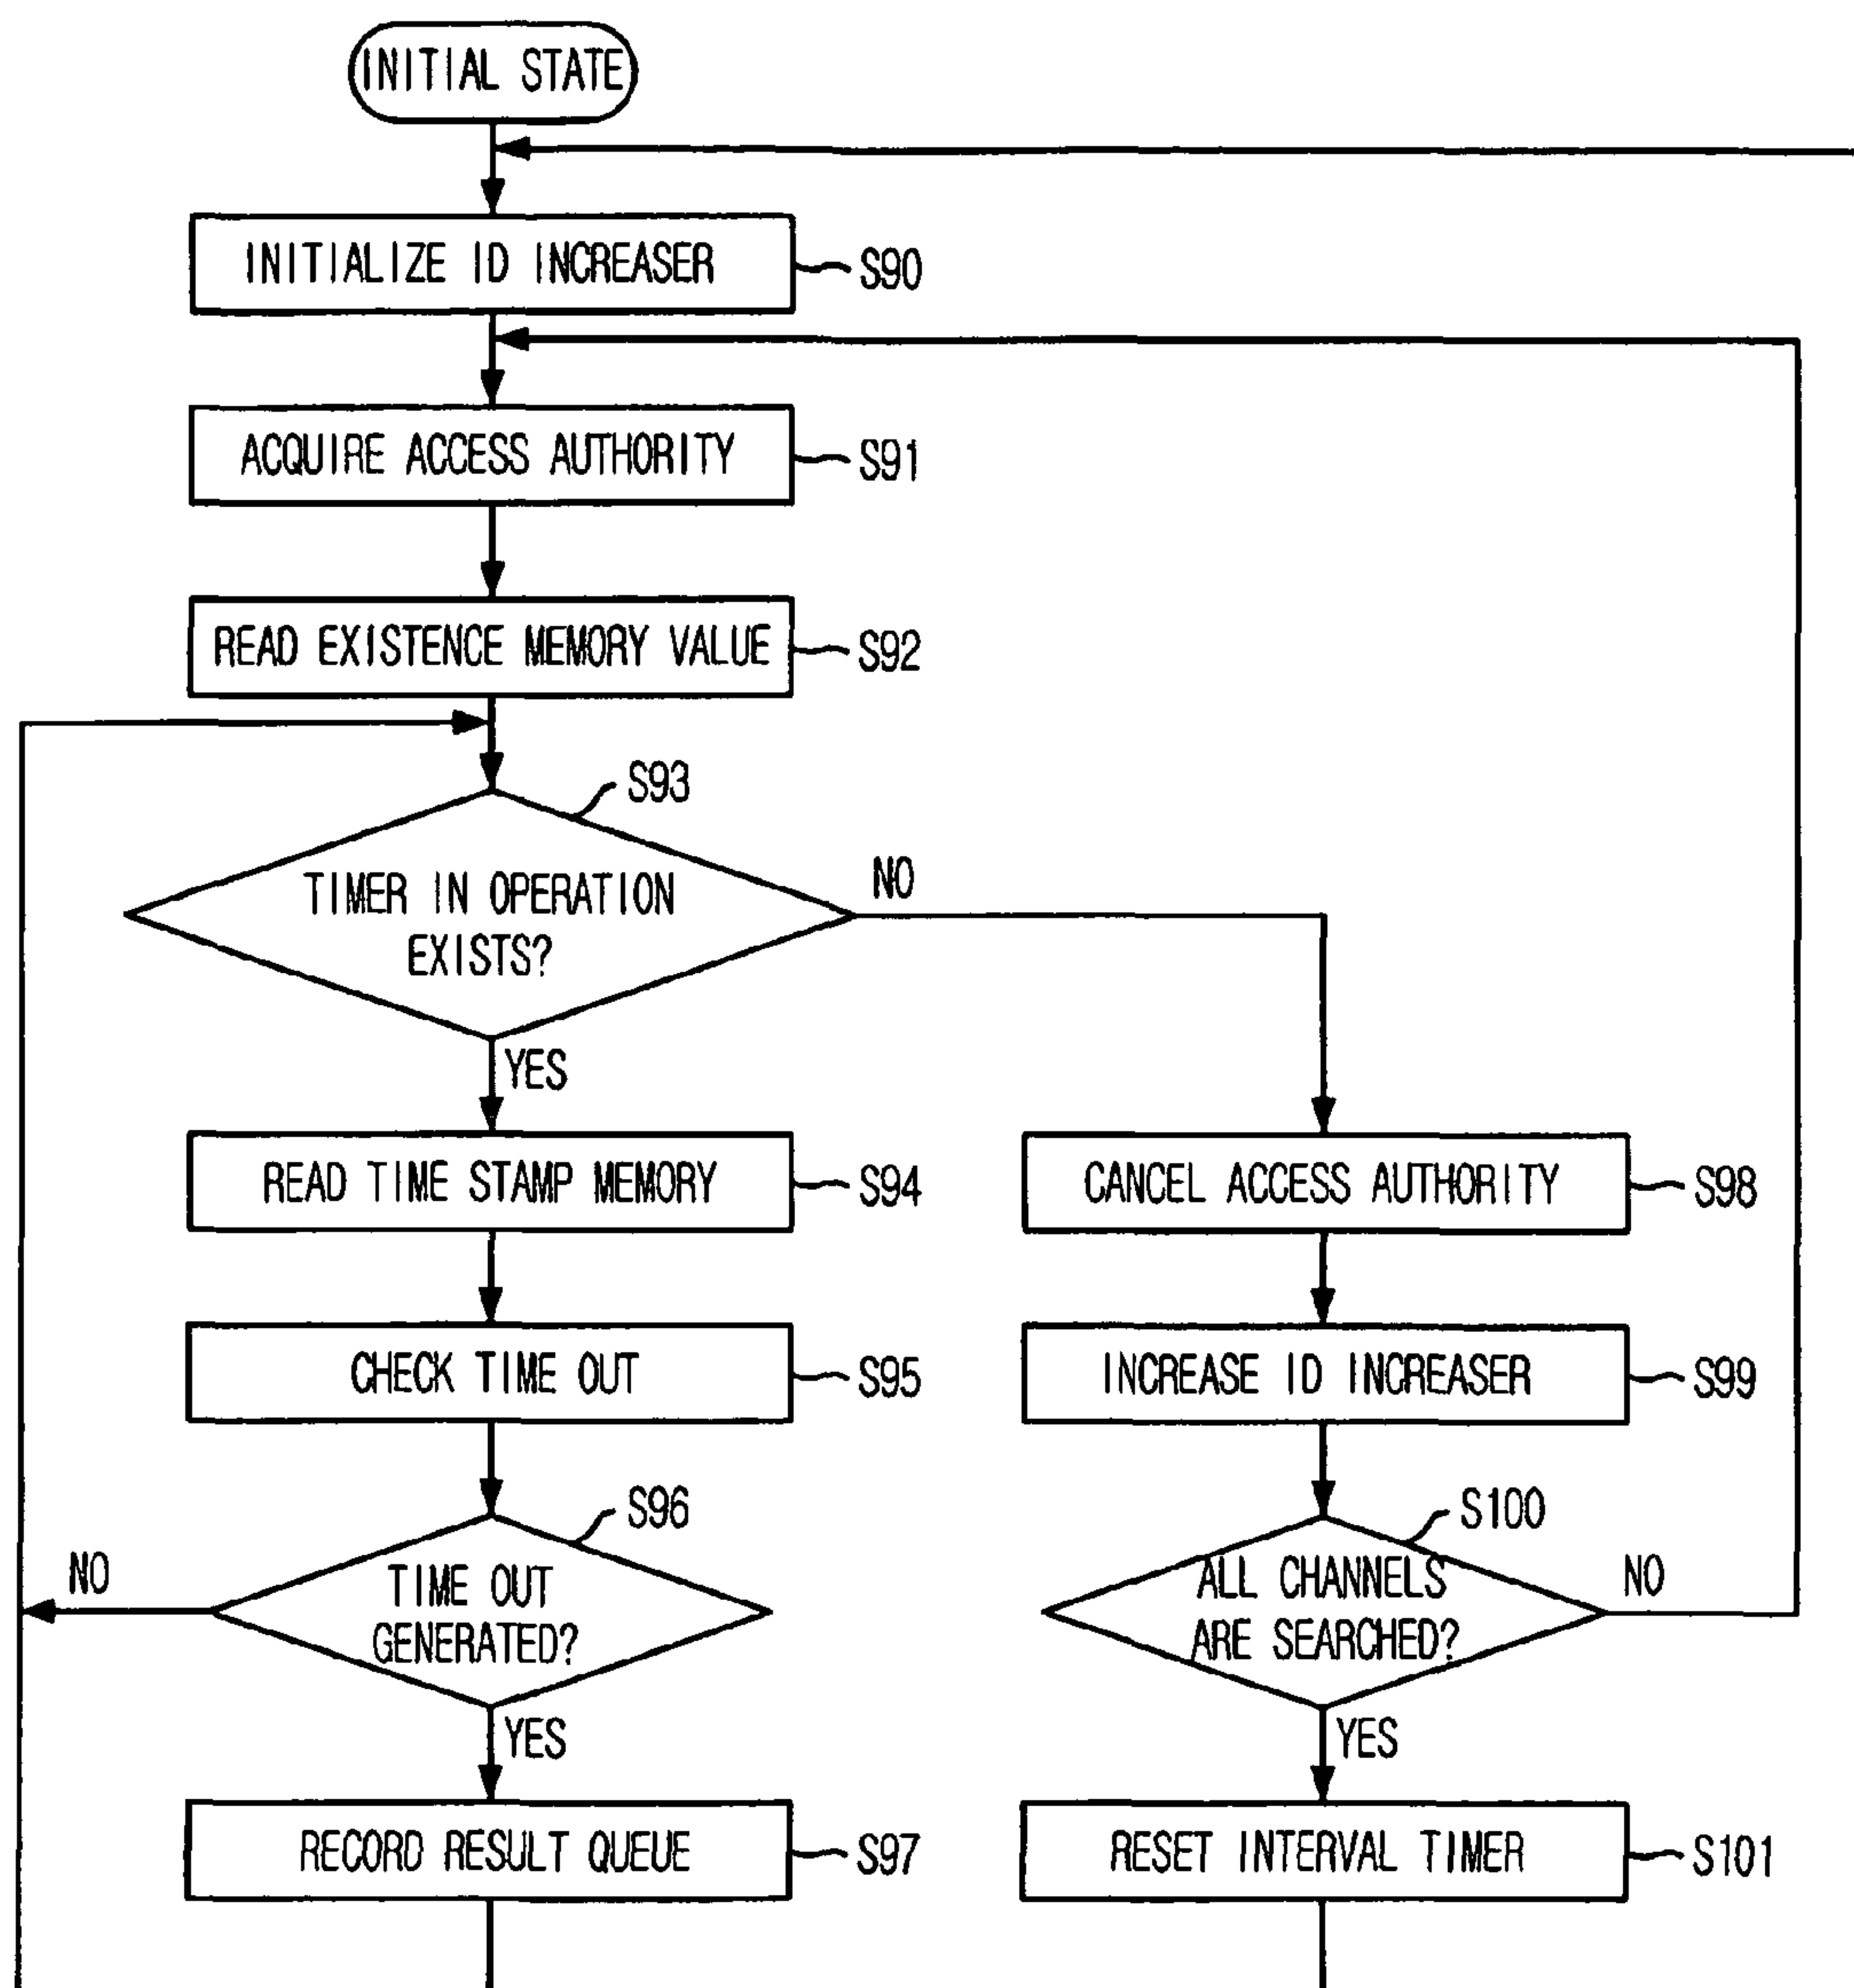 INITIAL STATE
INITIALIZE ID INCREASER
S90
ACQUIRE ACCESS AUTHORITY
S91
READ EXISTENCE MEMORY VALUE
S92
S93
TIMER IN OPERATION
EXISTS?
NO
YES
READ TIME STAMP MEMORY
S94
CANCEL ACCESS AUTHORITY
S98
CHECK TIME OUT
S95
INCREASE ID INCREASER
S99
S96
TIME OUT
GENERATED?
NO
YES
S100
ALL CHANNELS
ARE SEARCHED?
NO
YES
RECORD RESULT QUEUE
S97
RESET INTERVAL TIMER
S101